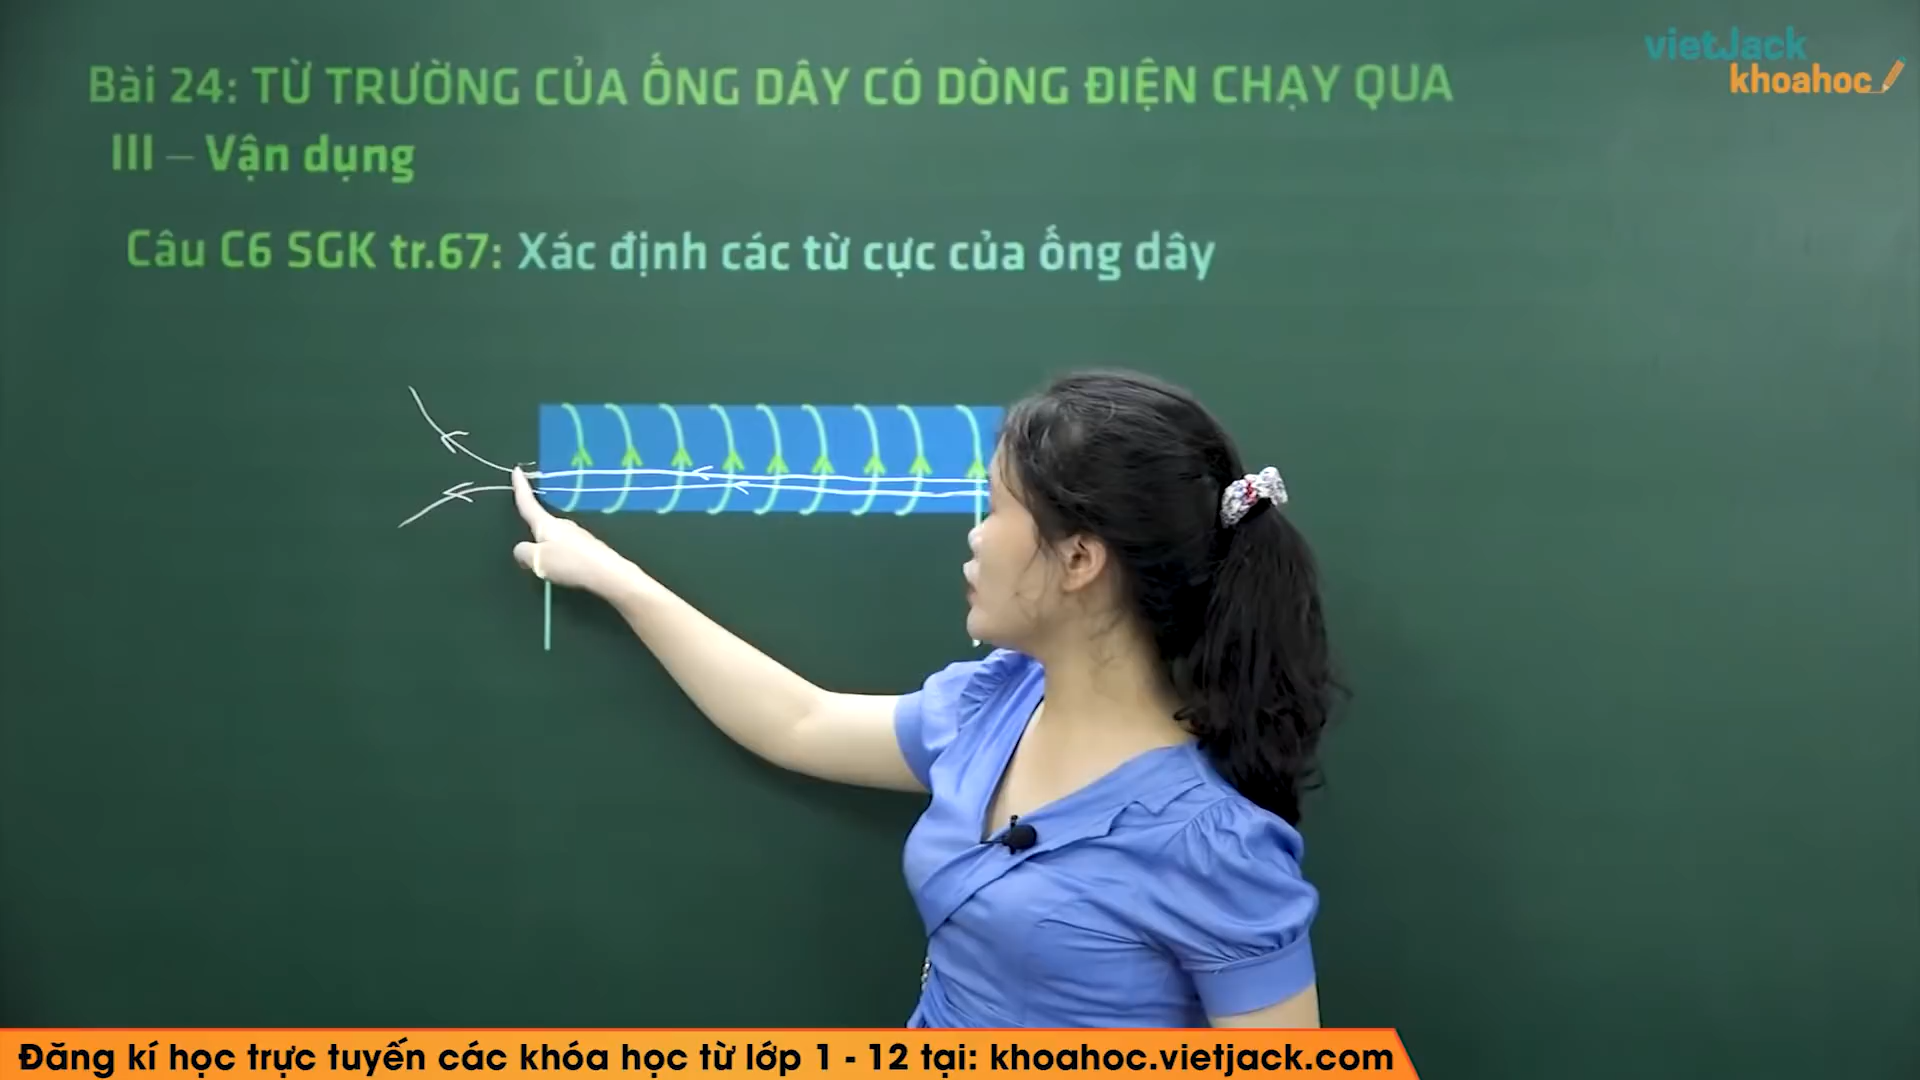 vietJack
khoahoc
Bài 24: TỪ TRƯỜNG CỦA ỐNG DÂY CÓ DÒNG ĐIỆN CHẠY QUA
III – Vận dụng
Câu C6 SGK tr.67: Xác định các từ cực của ống dây
Đăng kí học trực tuyến các khóa học từ lớp 1 - 12 tại: khoahoc.vietjack.com